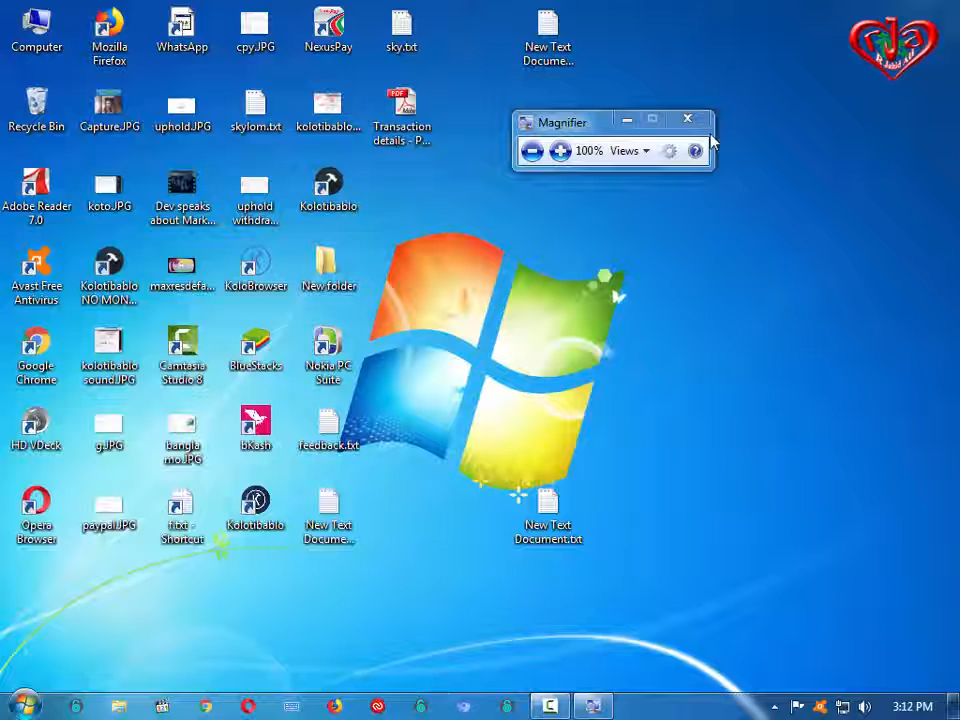 Computer
Mozilla
Firefox
WhatsApp
cpy.JPG
NexusPay
sky.txt
New Text
Docume...
Recycle Bin
Capture.JPG
uphold.JPG
skylom.txt
kolotibablo...
Transaction
details - P...
Magnifier
100%
Views
Adobe Reader
7.0
koto.JPG
Dev speaks
about Mark...
uphold
withdra...
Kolotibablo
Avast Free
Antivirus
Kolotibablo
NO MON...
maxresdefa...
KoloBrowser
New folder
Google
Chrome
kolotibablo
sound.JPG
Camtasia
Studio 8
BlueStacks
Nokia PC
Suite
HD VDeck
g.JPG
bangla
mo.JPG
bKash
feedback.txt
Opera
Browser
paypal.JPG
f.txt -
Shortcut
Kolotibablo
New Text
Docume...
New Text
Document.txt
3:12 PM